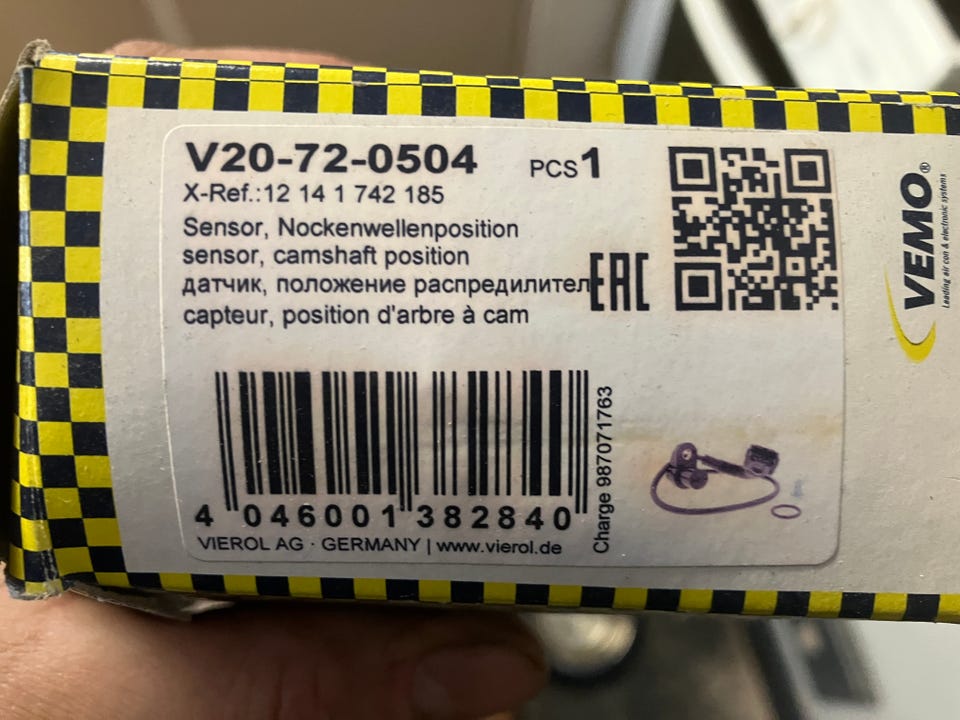 V20-72-0504
PCS 1
X-Ref.:12 14 1 742 185
Sensor, Nockenwellenposition
sensor, camshaft position
датчик, положение распредилител
capteur, position d'arbre à cam
EAC
4 046001 382840
VIEROL AG · GERMANY | www.vierol.de
Charge 987071763
VEMO®
Leading air con & electronic systems